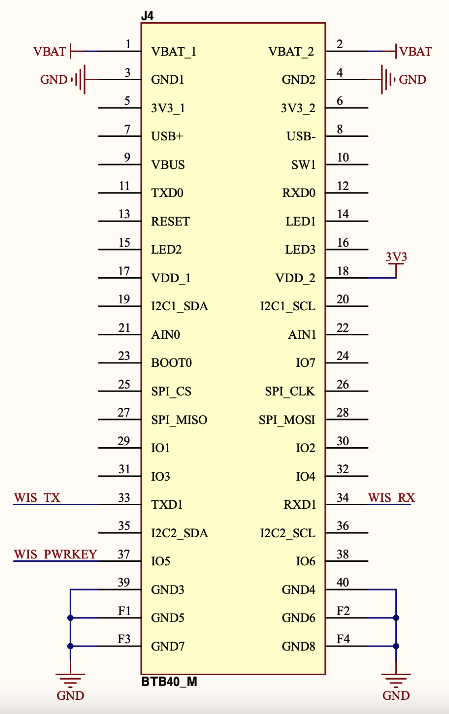 J4
VBAT 1 VBAT_1 VBAT_2 2 VBAT
GND 3 GND1 GND2 4 GND
5 3V3_1 3V3_2 6
7 USB+ USB- 8
9 VBUS SW1 10
11 TXD0 RXD0 12
13 RESET LED1 14
15 LED2 LED3 16
3V3
17 VDD_1 VDD_2 18
19 I2C1_SDA I2C1_SCL 20
21 AIN0 AIN1 22
23 BOOT0 IO7 24
25 SPI_CS SPI_CLK 26
27 SPI_MISO SPI_MOSI 28
29 IO1 IO2 30
31 IO3 IO4 32
WIS_TX 33 TXD1 RXD1 34 WIS_RX
35 I2C2_SDA I2C2_SCL 36
WIS_PWRKEY 37 IO5 IO6 38
39 GND3 GND4 40
F1 GND5 GND6 F2
F3 GND7 GND8 F4
BTB40_M
GND GND